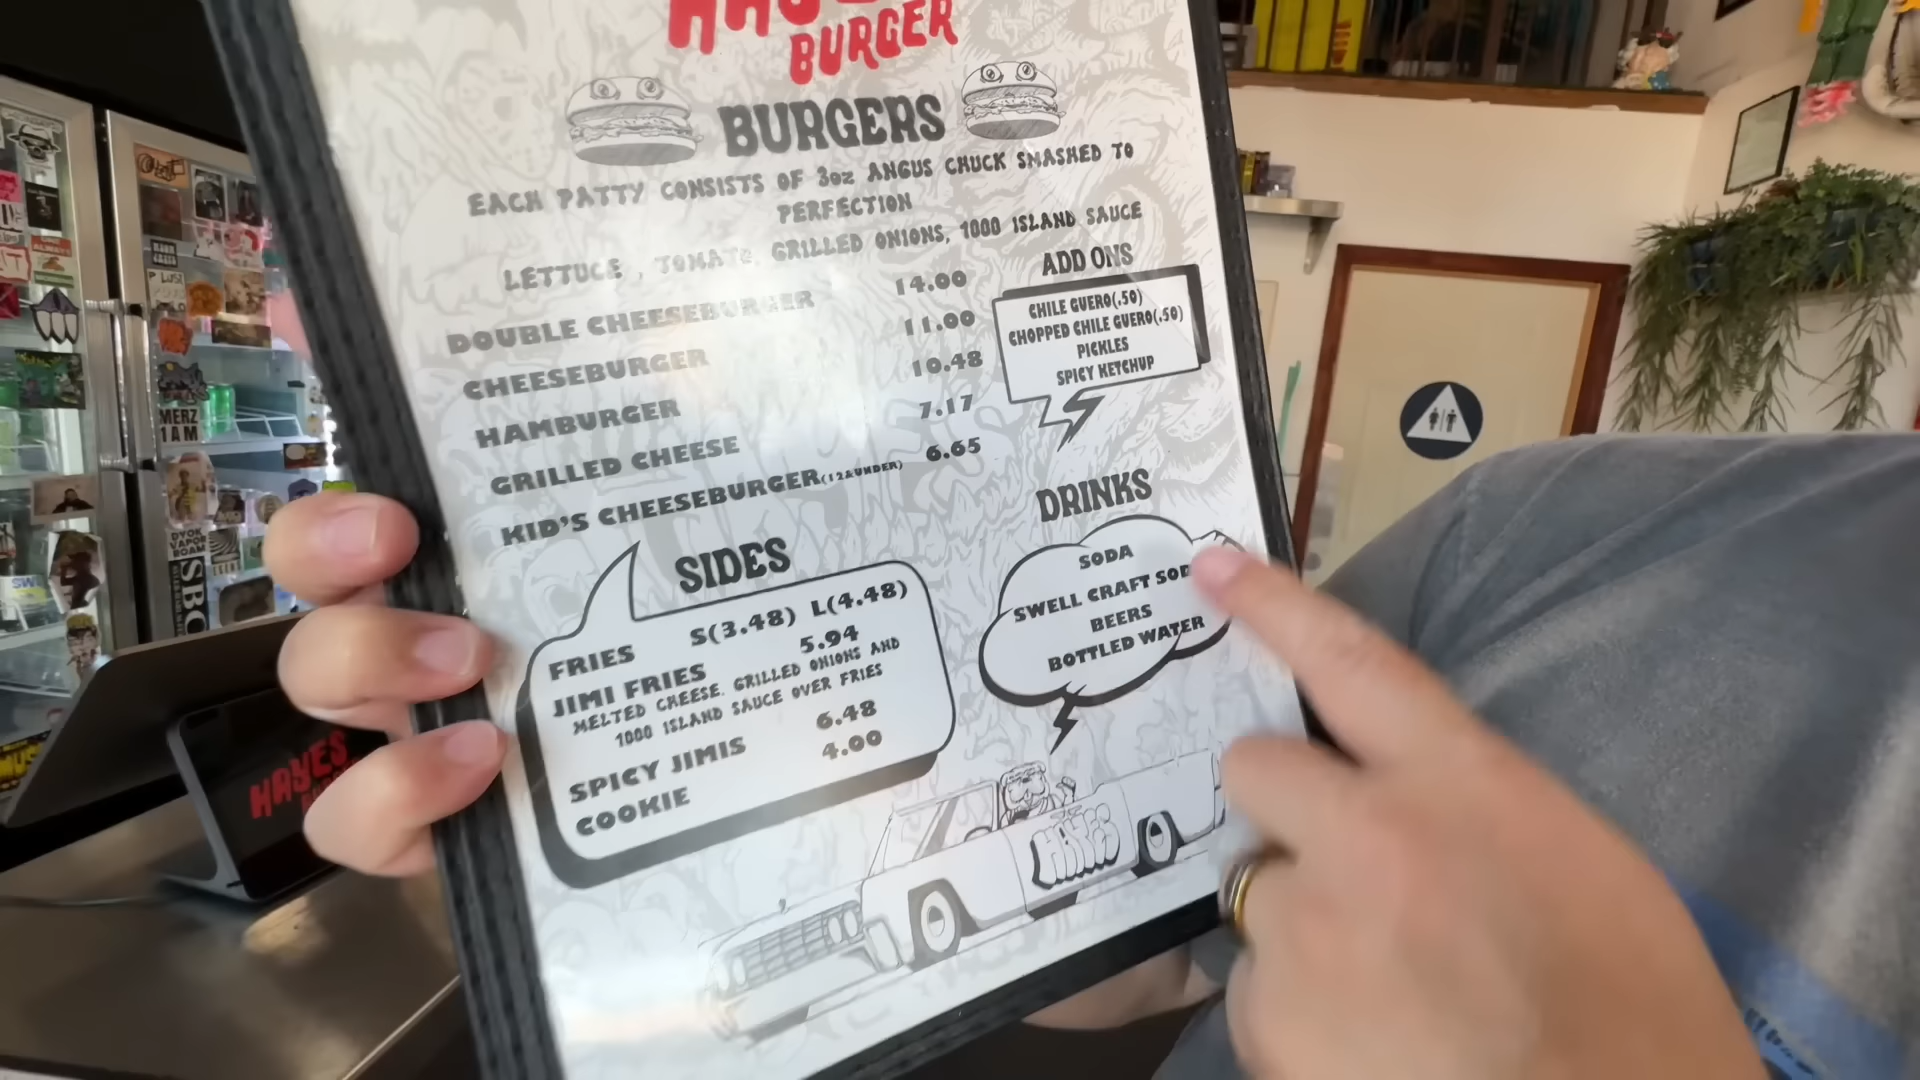 HAYES
BURGER
BURGERS
EACH PATTY CONSISTS OF 3oz ANGUS CHUCK SMASHED TO
PERFECTION
LETTUCE , TOMATO, GRILLED ONIONS, 1000 ISLAND SAUCE
DOUBLE CHEESEBURGER 14.00
CHEESEBURGER 11.00
HAMBURGER 10.48
GRILLED CHEESE 7.17
KID'S CHEESEBURGER(12&UNDER) 6.65
ADD ONS
CHILE GUERO(.50)
CHOPPED CHILE GUERO(.50)
PICKLES
SPICY KETCHUP
SIDES
FRIES S(3.48) L(4.48)
JIMI FRIES 5.94
MELTED CHEESE, GRILLED ONIONS AND
1000 ISLAND SAUCE OVER FRIES
SPICY JIMIS 6.48
COOKIE 4.00
DRINKS
SODA
SWELL CRAFT SOD
BEERS
BOTTLED WATER
HAYES
HAYES
MERZ
1AM
SBC